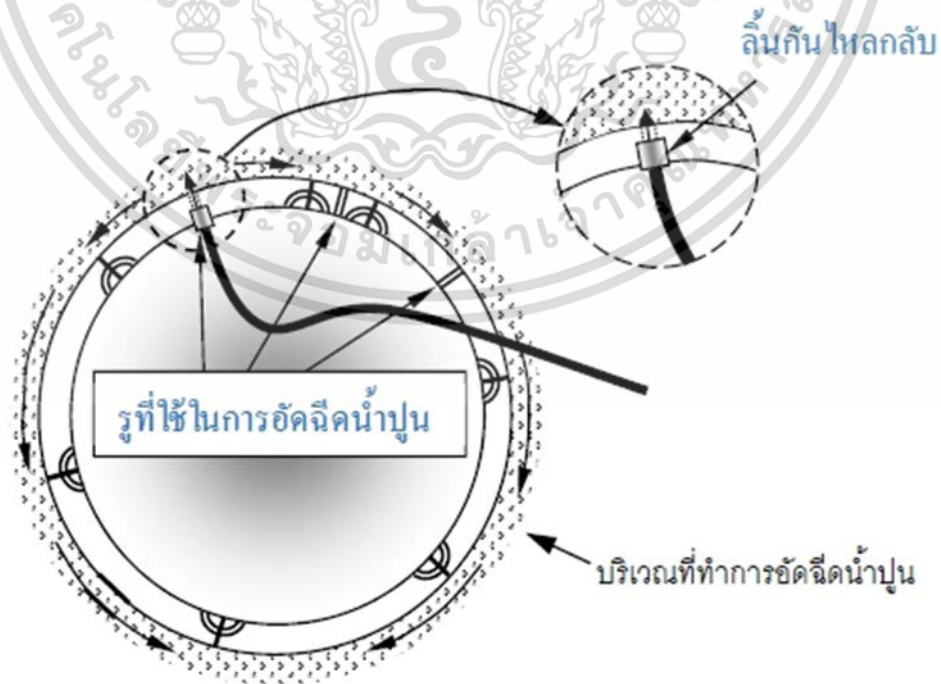 ลิ้นกันไหลกลับ
รูที่ใช้ในการอัดฉีดน้ำปูน
บริเวณที่ทำการอัดฉีดน้ำปูน